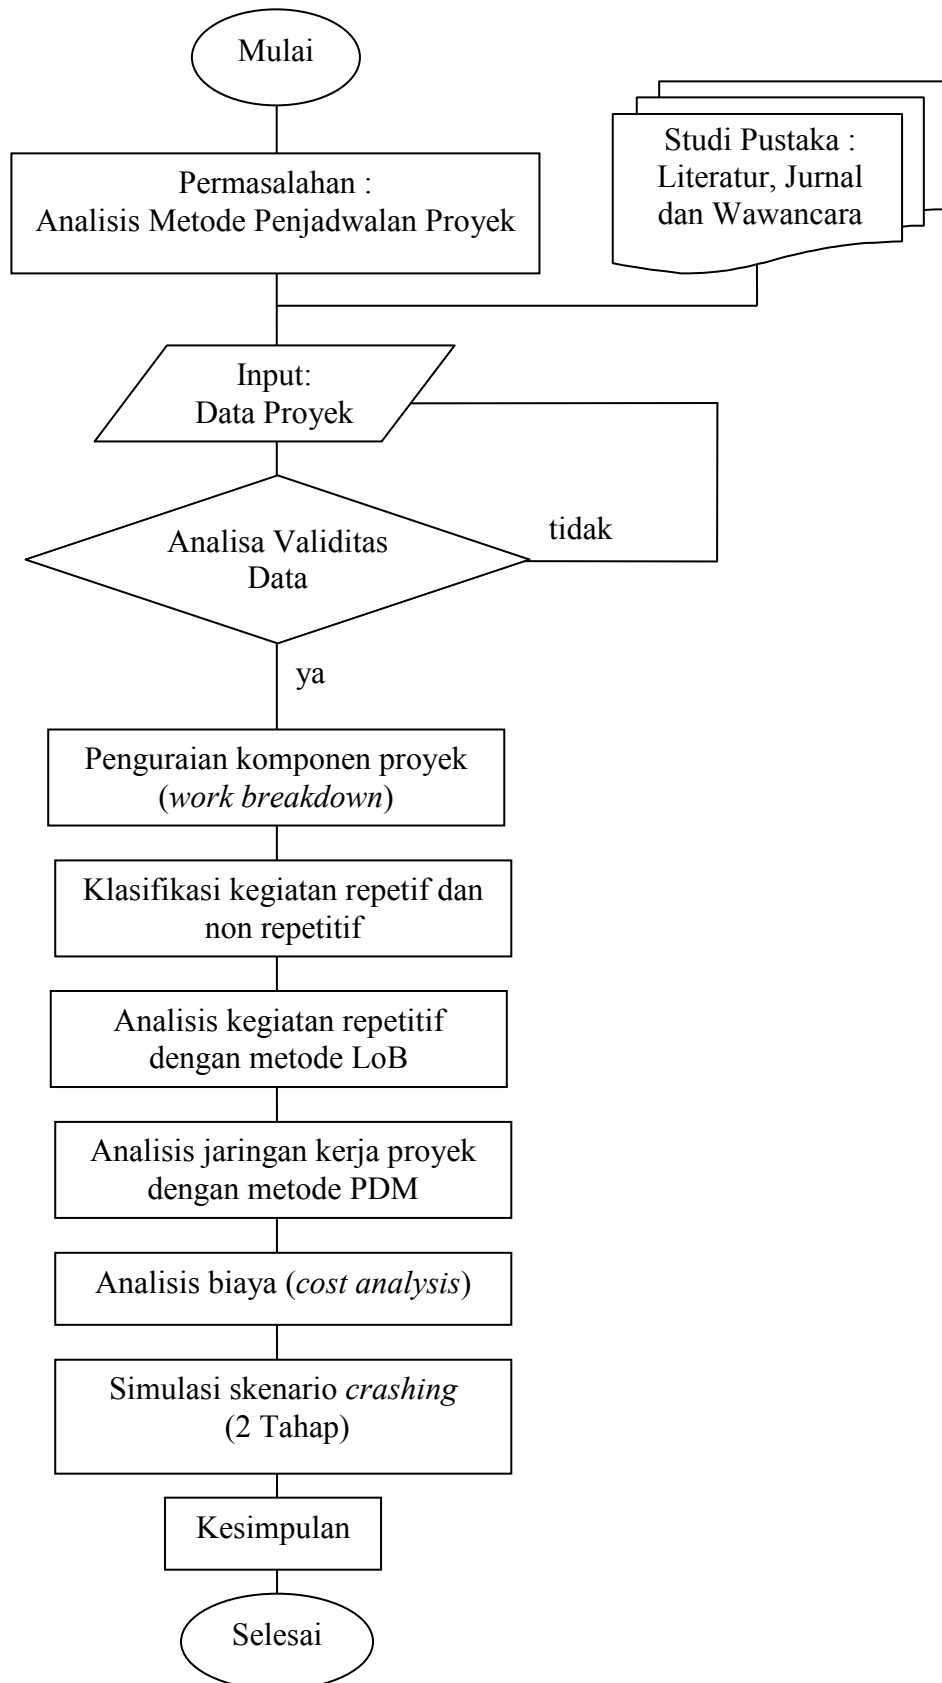 Mulai
Studi Pustaka :
Literatur, Jurnal
dan Wawancara
Permasalahan :
Analisis Metode Penjadwalan Proyek
Input:
Data Proyek
Analisa Validitas
Data
tidak
ya
Penguraian komponen proyek
(work breakdown)
Klasifikasi kegiatan repetif dan
non repetitif
Analisis kegiatan repetitif
dengan metode LoB
Analisis jaringan kerja proyek
dengan metode PDM
Analisis biaya (cost analysis)
Simulasi skenario crashing
(2 Tahap)
Kesimpulan
Selesai